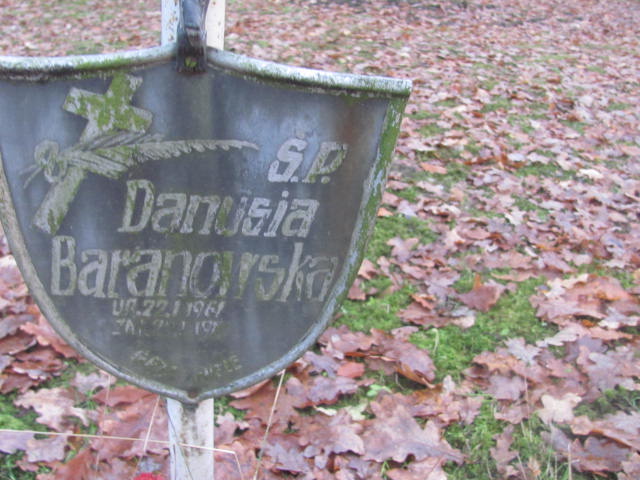 Ś.P.
Danusia
Baranowska
UR. 22.I 1961